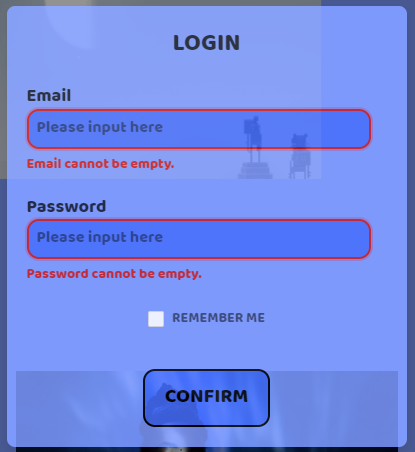 LOGIN
Email
Please input here
Email cannot be empty.
Password
Please input here
Password cannot be empty.
REMEMBER ME
CONFIRM